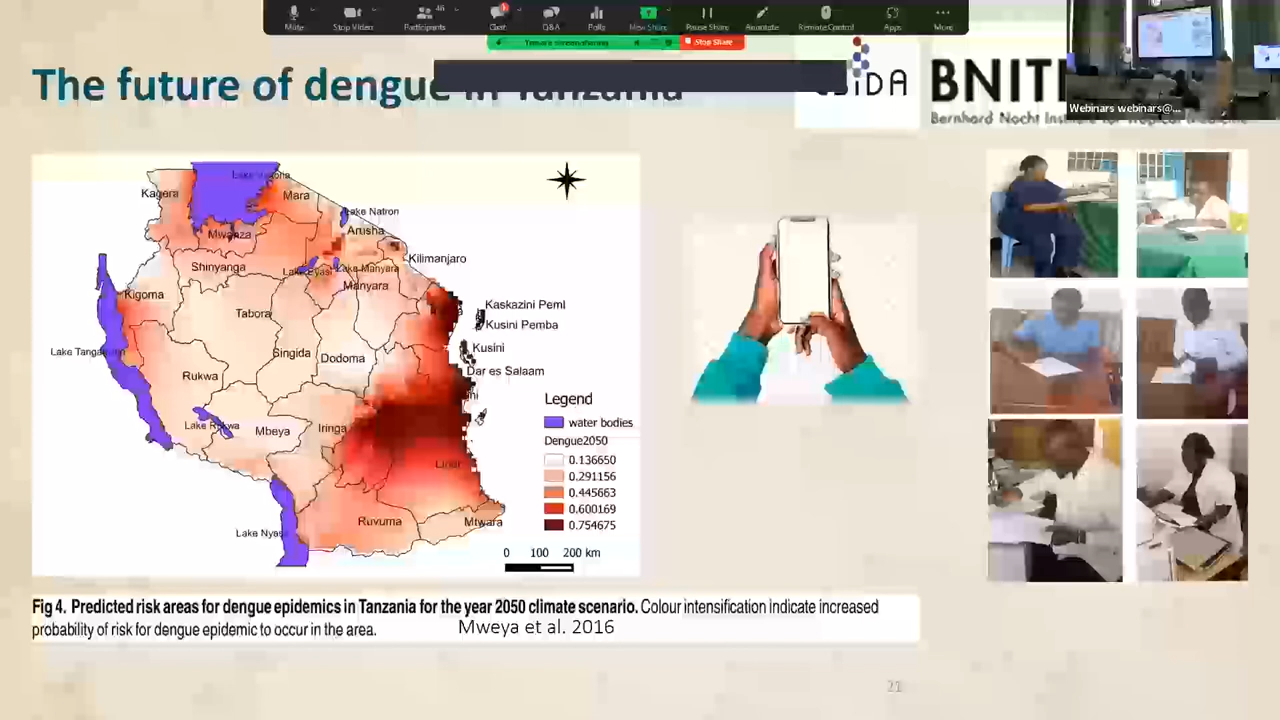 Mute
Stop Video
Participants
46
Chat
Q&A
Polls
New Share
Pause Share
Annotate
Remote Control
Apps
More
Stop Share
The future of dengue in Tanzania
BNIT
Bernhard Nocht Institute for Tropical Medicine
Webinars webinars@...
Kagera
Mara
Lake Natron
Mwanza
Arusha
Kilimanjaro
Shinyanga
Lake Eyasi
Lake Manyara
Manyara
Kigoma
Tabora
Kaskazini Peml
Kusini Pemba
Singida
Dodoma
Kusini
Dar es Salaam
Rukwa
Mbeya
Iringa
Ruvuma
Mtwara
Legend
water bodies
Dengue2050
0.136650
0.291156
0.445663
0.600169
0.754675
0 100 200 km
Fig 4. Predicted risk areas for dengue epidemics in Tanzania for the year 2050 climate scenario. Colour intensification indicate increased
probability of risk for dengue epidemic to occur in the area.
Mweya et al. 2016
21